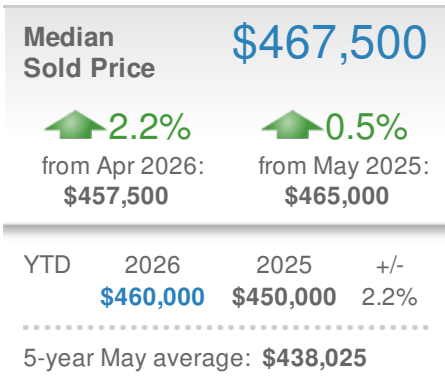 Median
Sold Price
$467,500
2.2%
from Apr 2026:
$457,500
0.5%
from May 2025:
$465,000
YTD 2026 2025 +/-
$460,000 $450,000 2.2%
5-year May average: $438,025